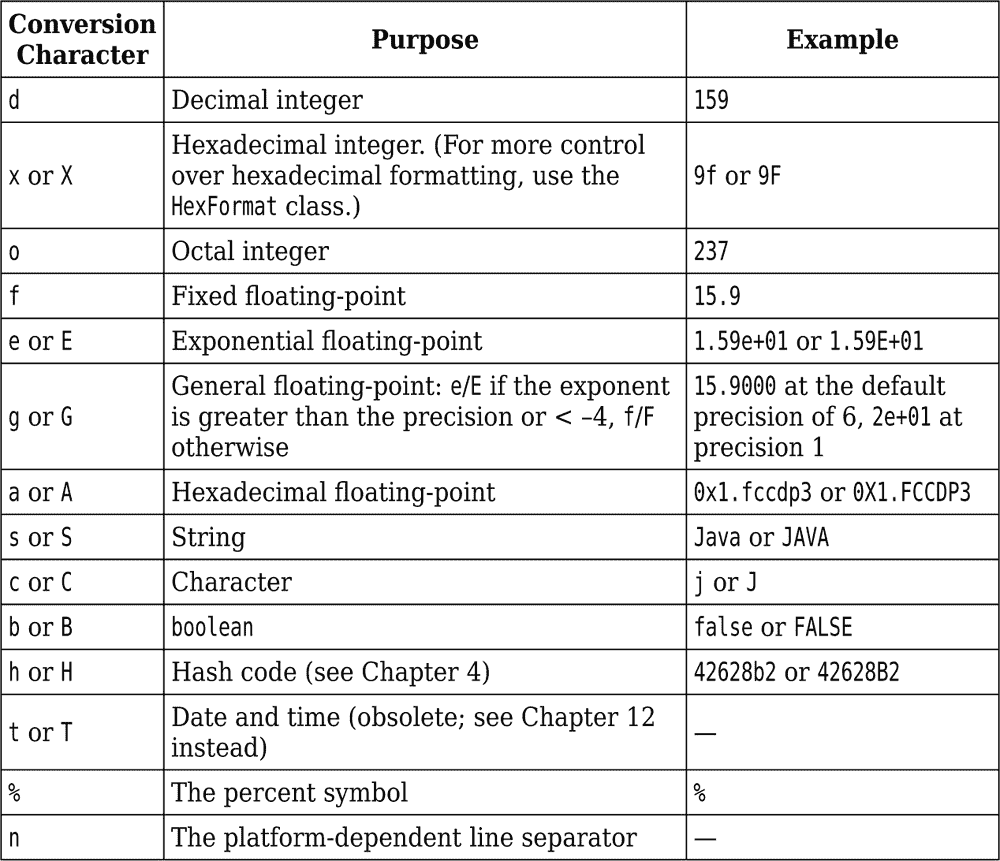 Conversion
Character
Purpose
Example
d
Decimal integer
159
x or X
Hexadecimal integer. (For more control
over hexadecimal formatting, use the
HexFormat class.)
9f or 9F
o
Octal integer
237
f
Fixed floating-point
15.9
e or E
Exponential floating-point
1.59e+01 or 1.59E+01
g or G
General floating-point: e/E if the exponent
is greater than the precision or < –4, f/F
otherwise
15.9000 at the default
precision of 6, 2e+01 at
precision 1
a or A
Hexadecimal floating-point
0x1.fccdp3 or 0X1.FCCDP3
s or S
String
Java or JAVA
c or C
Character
j or J
b or B
boolean
false or FALSE
h or H
Hash code (see Chapter 4)
42628b2 or 42628B2
t or T
Date and time (obsolete; see Chapter 12
instead)
—
%
The percent symbol
%
n
The platform-dependent line separator
—